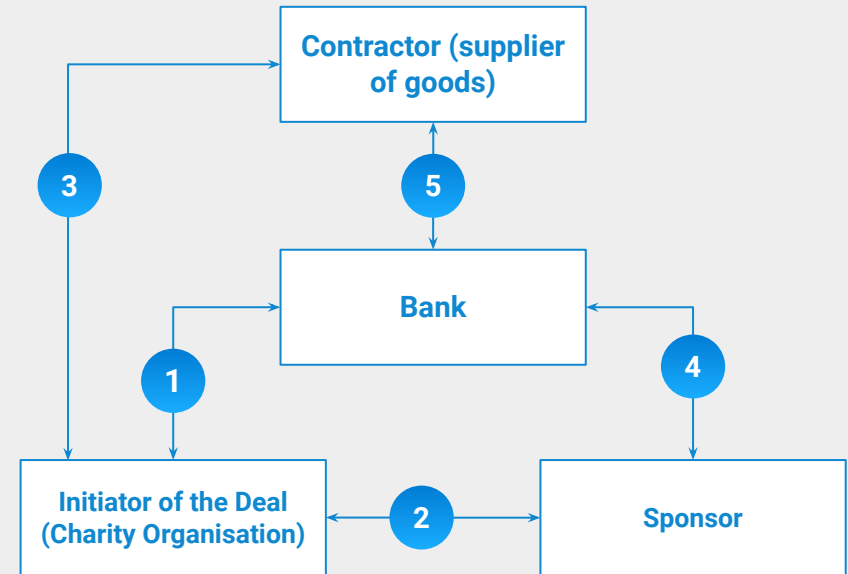 Contractor (supplier
of goods)
3
5
Bank
1
4
Initiator of the Deal
(Charity Organisation)
2
Sponsor